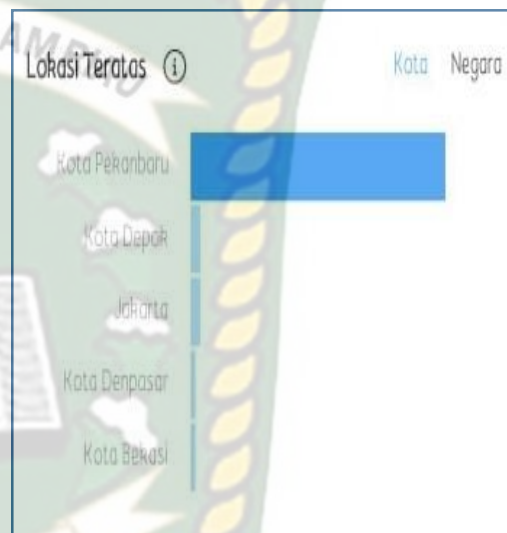 Lokasi Teratas
Kota Negara
Kota Pekanbaru
Kota Depok
Jakarta
Kota Denpasar
Kota Bekasi